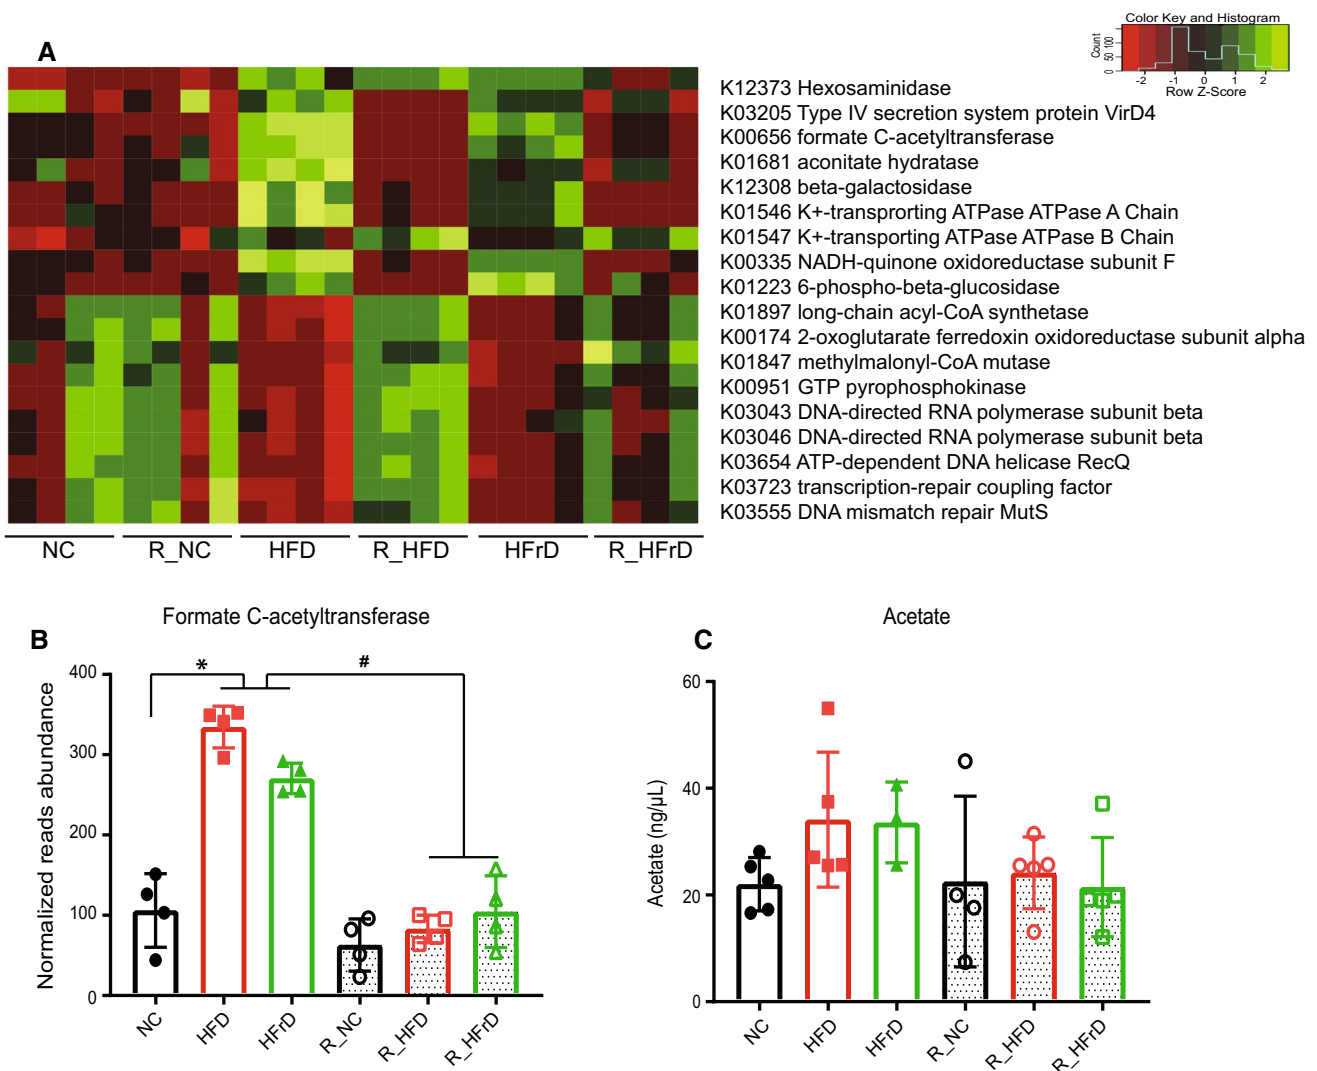 Color Key and Histogram
Count
0 50 100
-2 -1 0 1 2
Row Z-Score
A
K12373 Hexosaminidase
K03205 Type IV secretion system protein VirD4
K00656 formate C-acetyltransferase
K01681 aconitate hydratase
K12308 beta-galactosidase
K01546 K+-transprorting ATPase ATPase A Chain
K01547 K+-transporting ATPase ATPase B Chain
K00335 NADH-quinone oxidoreductase subunit F
K01223 6-phospho-beta-glucosidase
K01897 long-chain acyl-CoA synthetase
K00174 2-oxoglutarate ferredoxin oxidoreductase subunit alpha
K01847 methylmalonyl-CoA mutase
K00951 GTP pyrophosphokinase
K03043 DNA-directed RNA polymerase subunit beta
K03046 DNA-directed RNA polymerase subunit beta
K03654 ATP-dependent DNA helicase RecQ
K03723 transcription-repair coupling factor
K03555 DNA mismatch repair MutS
NC R_NC HFD R_HFD HFrD R_HFrD
B
Formate C-acetyltransferase
Normalized reads abundance
400
300
200
100
0
* #
NC HFD HFrD R_NC R_HFD R_HFrD
C
Acetate
Acetate (ng/µL)
60
40
20
0
NC HFD HFrD R_NC R_HFD R_HFrD